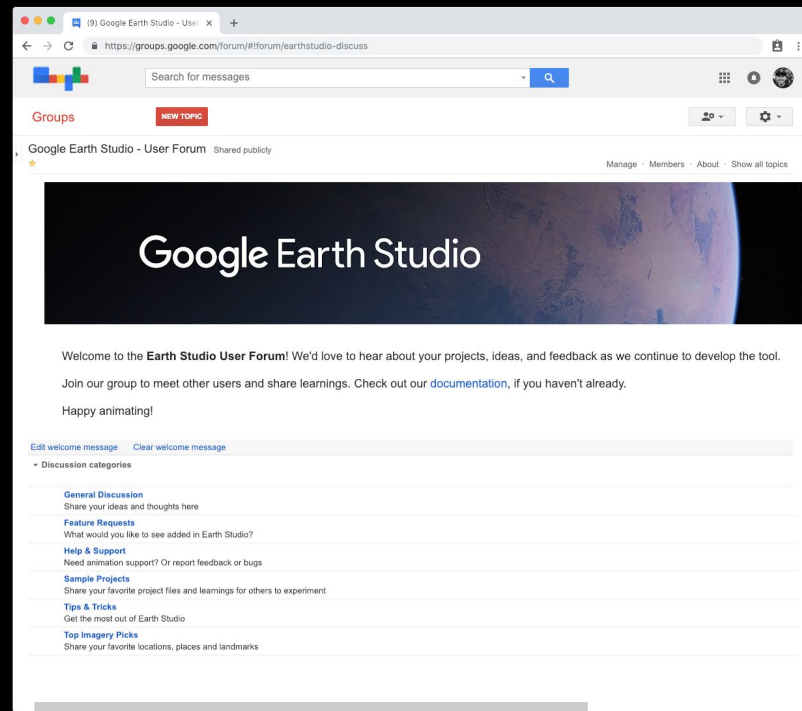 (9) Google Earth Studio - User
https://groups.google.com/forum/#!forum/earthstudio-discuss
Search for messages
Groups
NEW TOPIC
Google Earth Studio - User Forum Shared publicly
Manage · Members · About · Show all topics
Google Earth Studio
Welcome to the Earth Studio User Forum! We'd love to hear about your projects, ideas, and feedback as we continue to develop the tool.
Join our group to meet other users and share learnings. Check out our documentation, if you haven't already.
Happy animating!
Edit welcome message Clear welcome message
Discussion categories
General Discussion
Share your ideas and thoughts here
Feature Requests
What would you like to see added in Earth Studio?
Help & Support
Need animation support? Or report feedback or bugs
Sample Projects
Share your favorite project files and learnings for others to experiment
Tips & Tricks
Get the most out of Earth Studio
Top Imagery Picks
Share your favorite locations, places and landmarks